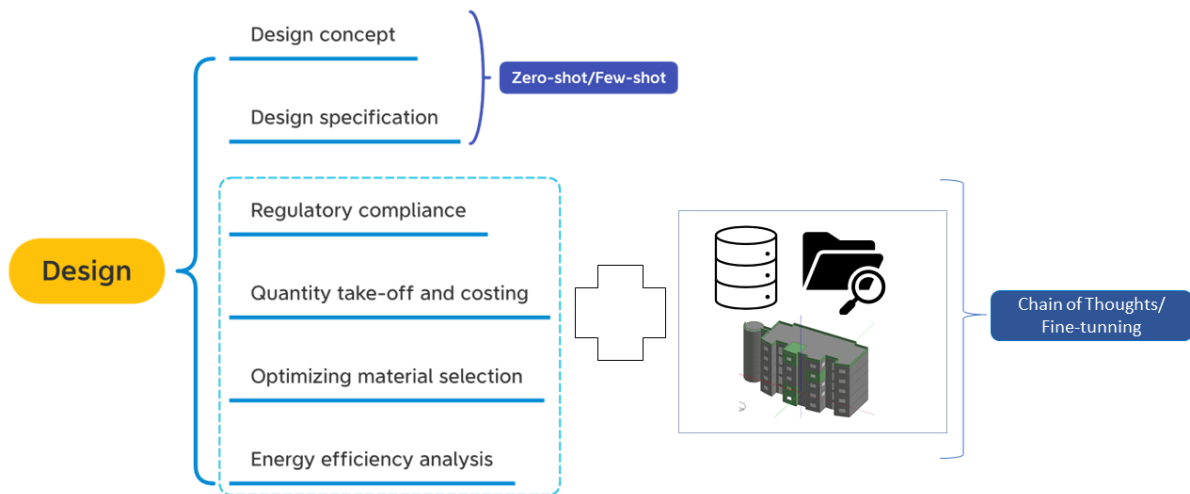 Design concept
Zero-shot/Few-shot
Design specification
Regulatory compliance
Design
Quantity take-off and costing
Chain of Thoughts/
Fine-tunning
Optimizing material selection
Energy efficiency analysis